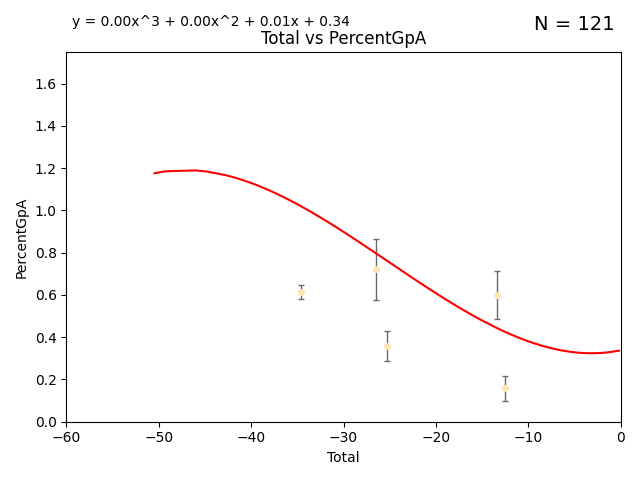 y = 0.00x^3 + 0.00x^2 + 0.01x + 0.34
N = 121
Total vs PercentGpA
1.6
1.4
1.2
1.0
0.8
0.6
0.4
0.2
0.0
PercentGpA
−60 −50 −40 −30 −20 −10 0
Total